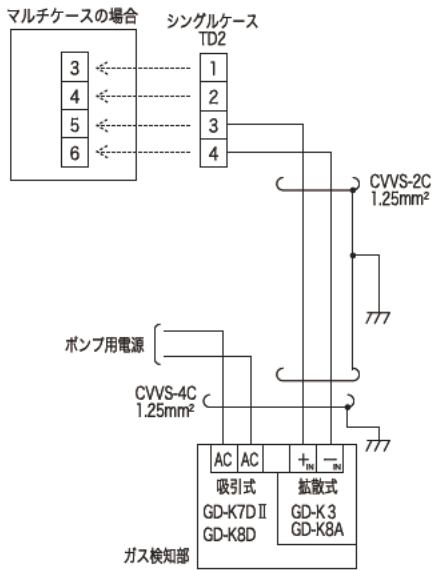 マルチケースの場合
シングルケース
TD2
3
4
5
6
1
2
3
4
CVVS-2C
1.25mm²
ポンプ用電源
CVVS-4C
1.25mm²
AC AC +IN −IN
吸引式 拡散式
GD-K7DⅡ GD-K3
GD-K8D GD-K8A
ガス検知部